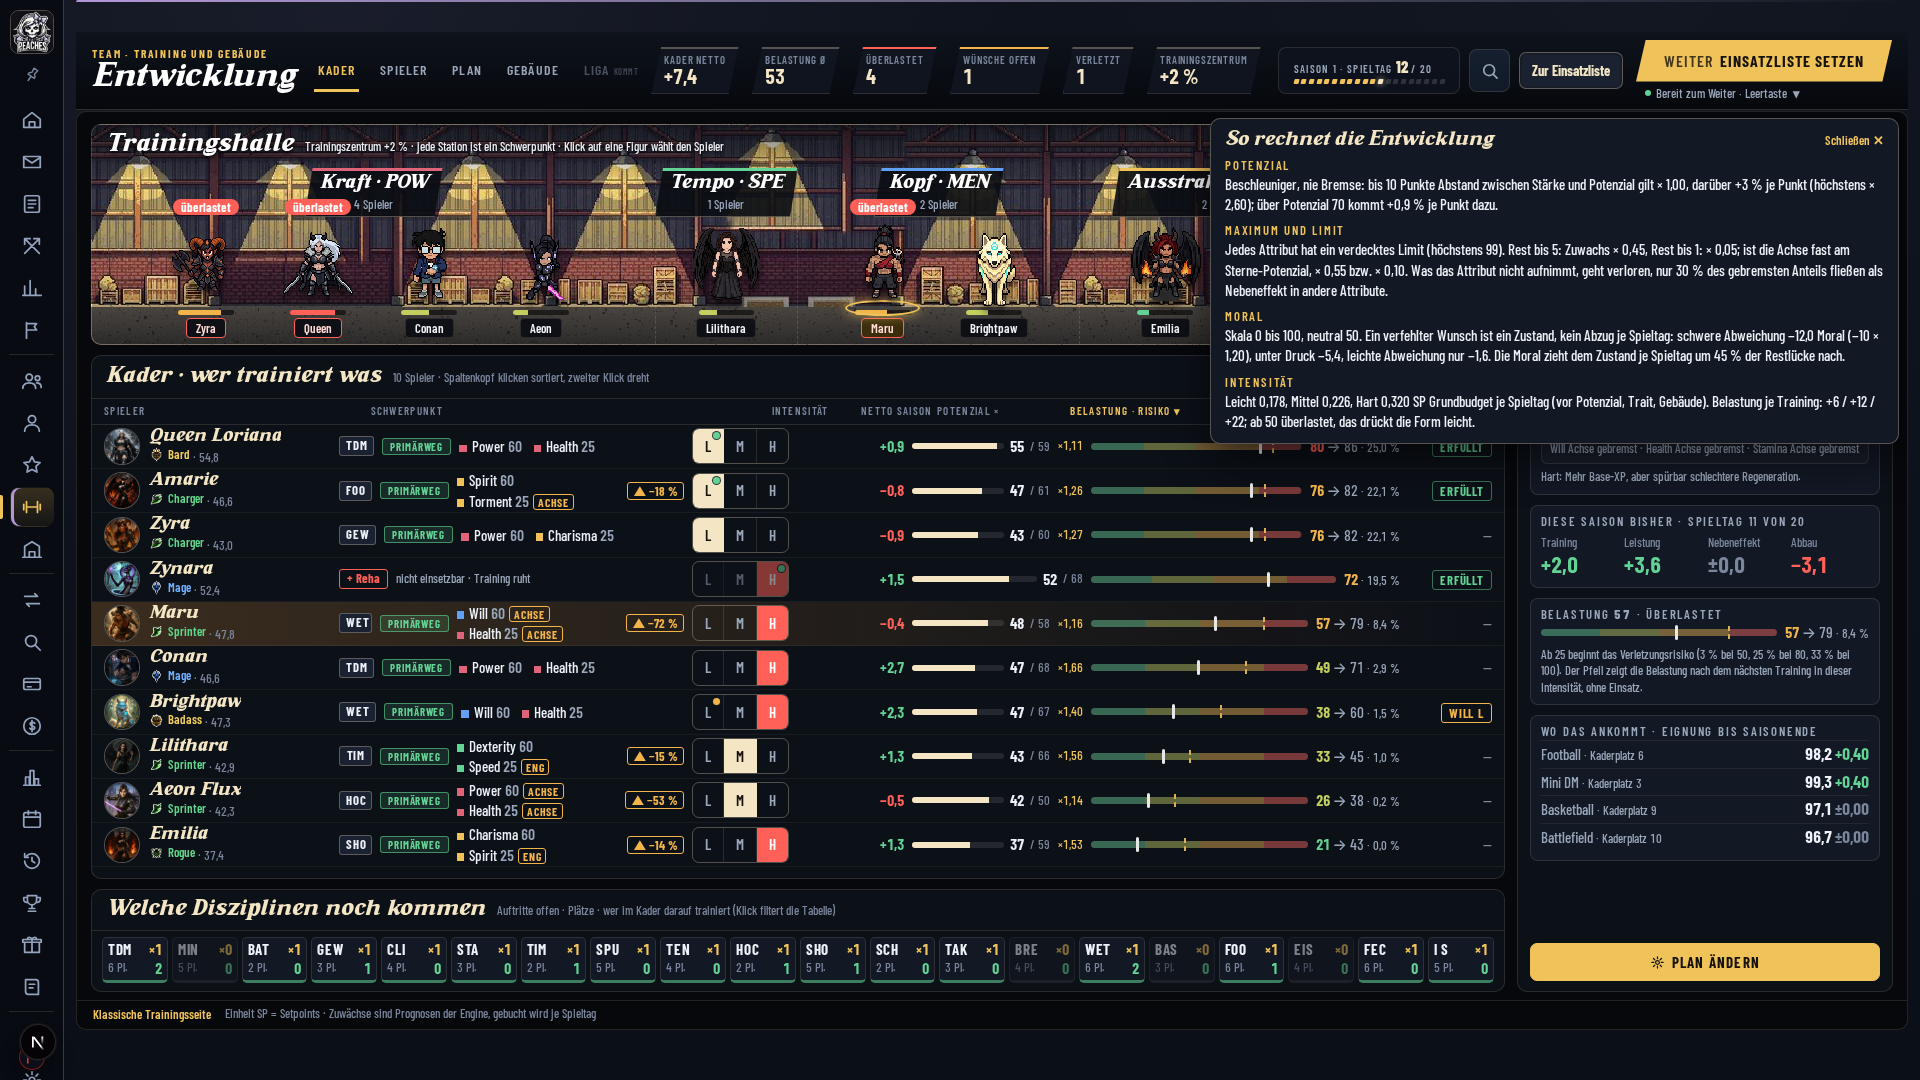 TEAM · TRAINING UND GEBÄUDE
Entwicklung
KADER
SPIELER
PLAN
GEBÄUDE
LIGA KOMMT
KADER NETTO
+7,4
BELASTUNG Ø
53
ÜBERLASTET
4
WÜNSCHE OFFEN
1
VERLETZT
1
TRAININGSZENTRUM
+2 %
SAISON 1 · SPIELTAG 12 / 20
Zur Einsatzliste
WEITER EINSATZLISTE SETZEN
Bereit zum Weiter · Leertaste ▼
Trainingshalle
Trainingszentrum +2 % · jede Station ist ein Schwerpunkt · Klick auf eine Figur wählt den Spieler
Kraft · POW
4 Spieler
Tempo · SPE
1 Spieler
Kopf · MEN
2 Spieler
Ausstral
2
überlastet
überlastet
überlastet
Zyra
Queen
Conan
Aeon
Lilithara
Maru
Brightpaw
Emilia
So rechnet die Entwicklung
Schließen ✕
POTENZIAL
Beschleuniger, nie Bremse: bis 10 Punkte Abstand zwischen Stärke und Potenzial gilt × 1,00, darüber +3 % je Punkt (höchstens ×
2,60); über Potenzial 70 kommt +0,9 % je Punkt dazu.
MAXIMUM UND LIMIT
Jedes Attribut hat ein verdecktes Limit (höchstens 99). Rest bis 5: Zuwachs × 0,45, Rest bis 1: × 0,05; ist die Achse fast am
Sterne-Potenzial, × 0,55 bzw. × 0,10. Was das Attribut nicht aufnimmt, geht verloren, nur 30 % des gebremsten Anteils fließen als
Nebeneffekt in andere Attribute.
MORAL
Skala 0 bis 100, neutral 50. Ein verfehlter Wunsch ist ein Zustand, kein Abzug je Spieltag: schwere Abweichung −12,0 Moral (−10 ×
1,20), unter Druck −5,4, leichte Abweichung nur −1,6. Die Moral zieht dem Zustand je Spieltag um 45 % der Restlücke nach.
INTENSITÄT
Leicht 0,178, Mittel 0,226, Hart 0,320 SP Grundbudget je Spieltag (vor Potenzial, Trait, Gebäude). Belastung je Training: +6 / +12 /
+22; ab 50 überlastet, das drückt die Form leicht.
Kader · wer trainiert was
10 Spieler · Spaltenkopf klicken sortiert, zweiter Klick dreht
SPIELER
SCHWERPUNKT
INTENSITÄT
NETTO SAISON
POTENZIAL ×
BELASTUNG · RISIKO ▼
Queen Loriana
Bard · 54,8
TDM PRIMÄRWEG Power 60 Health 25
L M H
+0,9 55 / 59 ×1,11 80 → 86 · 25,0 % ERFÜLLT
Amarie
Charger · 46,6
FOO PRIMÄRWEG Spirit 60
Torment 25 ACHSE
▲ −18 %
L M H
−0,8 47 / 61 ×1,26 76 → 82 · 22,1 % ERFÜLLT
Zyra
Charger · 43,0
GEW PRIMÄRWEG Power 60 Charisma 25
L M H
−0,9 43 / 60 ×1,27 76 → 82 · 22,1 % –
Zynara
Mage · 52,4
+ Reha nicht einsetzbar · Training ruht
L M H
+1,5 52 / 68 72 · 19,5 % ERFÜLLT
Maru
Sprinter · 47,8
WET PRIMÄRWEG Will 60 ACHSE
Health 25 ACHSE
▲ −72 %
L M H
−0,4 48 / 58 ×1,16 57 → 79 · 8,4 % –
Conan
Mage · 46,6
TDM PRIMÄRWEG Power 60 Health 25
L M H
+2,7 47 / 68 ×1,66 49 → 71 · 2,9 % –
Brightpaw
Badass · 47,3
WET PRIMÄRWEG Will 60 Health 25
L M H
+2,3 47 / 67 ×1,40 38 → 60 · 1,5 % WILL L
Lilithara
Sprinter · 42,9
TIM PRIMÄRWEG Dexterity 60
Speed 25 ENG
▲ −15 %
L M H
+1,3 43 / 66 ×1,56 33 → 45 · 1,0 % –
Aeon Flux
Sprinter · 42,3
HOC PRIMÄRWEG Power 60 ACHSE
Health 25 ACHSE
▲ −53 %
L M H
−0,5 42 / 50 ×1,14 26 → 38 · 0,2 % –
Emilia
Rogue · 37,4
SHO PRIMÄRWEG Charisma 60
Spirit 25 ENG
▲ −14 %
L M H
+1,3 37 / 59 ×1,53 21 → 43 · 0,0 % –
Will Achse gebremst · Health Achse gebremst · Stamina Achse gebremst
Hart: Mehr Base-XP, aber spürbar schlechtere Regeneration.
DIESE SAISON BISHER · SPIELTAG 11 VON 20
Training Leistung Nebeneffekt Abbau
+2,0 +3,6 ±0,0 −3,1
BELASTUNG 57 · ÜBERLASTET
57 → 79 · 8,4 %
Ab 25 beginnt das Verletzungsrisiko (3 % bei 50, 25 % bei 80, 33 % bei
100). Der Pfeil zeigt die Belastung nach dem nächsten Training in dieser
Intensität, ohne Einsatz.
WO DAS ANKOMMT · EIGNUNG BIS SAISONENDE
Football · Kaderplatz 6 98,2 +0,40
Mini DM · Kaderplatz 3 99,3 +0,40
Basketball · Kaderplatz 9 97,1 ±0,00
Battlefield · Kaderplatz 10 96,7 ±0,00
PLAN ÄNDERN
Welche Disziplinen noch kommen
Auftritte offen · Plätze · wer im Kader darauf trainiert (Klick filtert die Tabelle)
TDM ×1 MIN ×0 BAT ×1 GEW ×1 CLI ×1 STA ×1 TIM ×1 SPU ×1 TEN ×1 HOC ×1 SHO ×1 SCH ×1 TAK ×1 BRE ×0 WET ×1 BAS ×0 FOO ×1 EIS ×0 FEC ×1 I S ×1
6 Pl. 2 5 Pl. 0 2 Pl. 0 3 Pl. 1 4 Pl. 0 3 Pl. 0 2 Pl. 1 5 Pl. 0 4 Pl. 0 2 Pl. 1 5 Pl. 1 2 Pl. 0 3 Pl. 0 4 Pl. 0 6 Pl. 2 3 Pl. 0 6 Pl. 1 4 Pl. 0 6 Pl. 0 5 Pl. 0
Klassische Trainingsseite
Einheit SP = Setpoints · Zuwächse sind Prognosen der Engine, gebucht wird je Spieltag
N